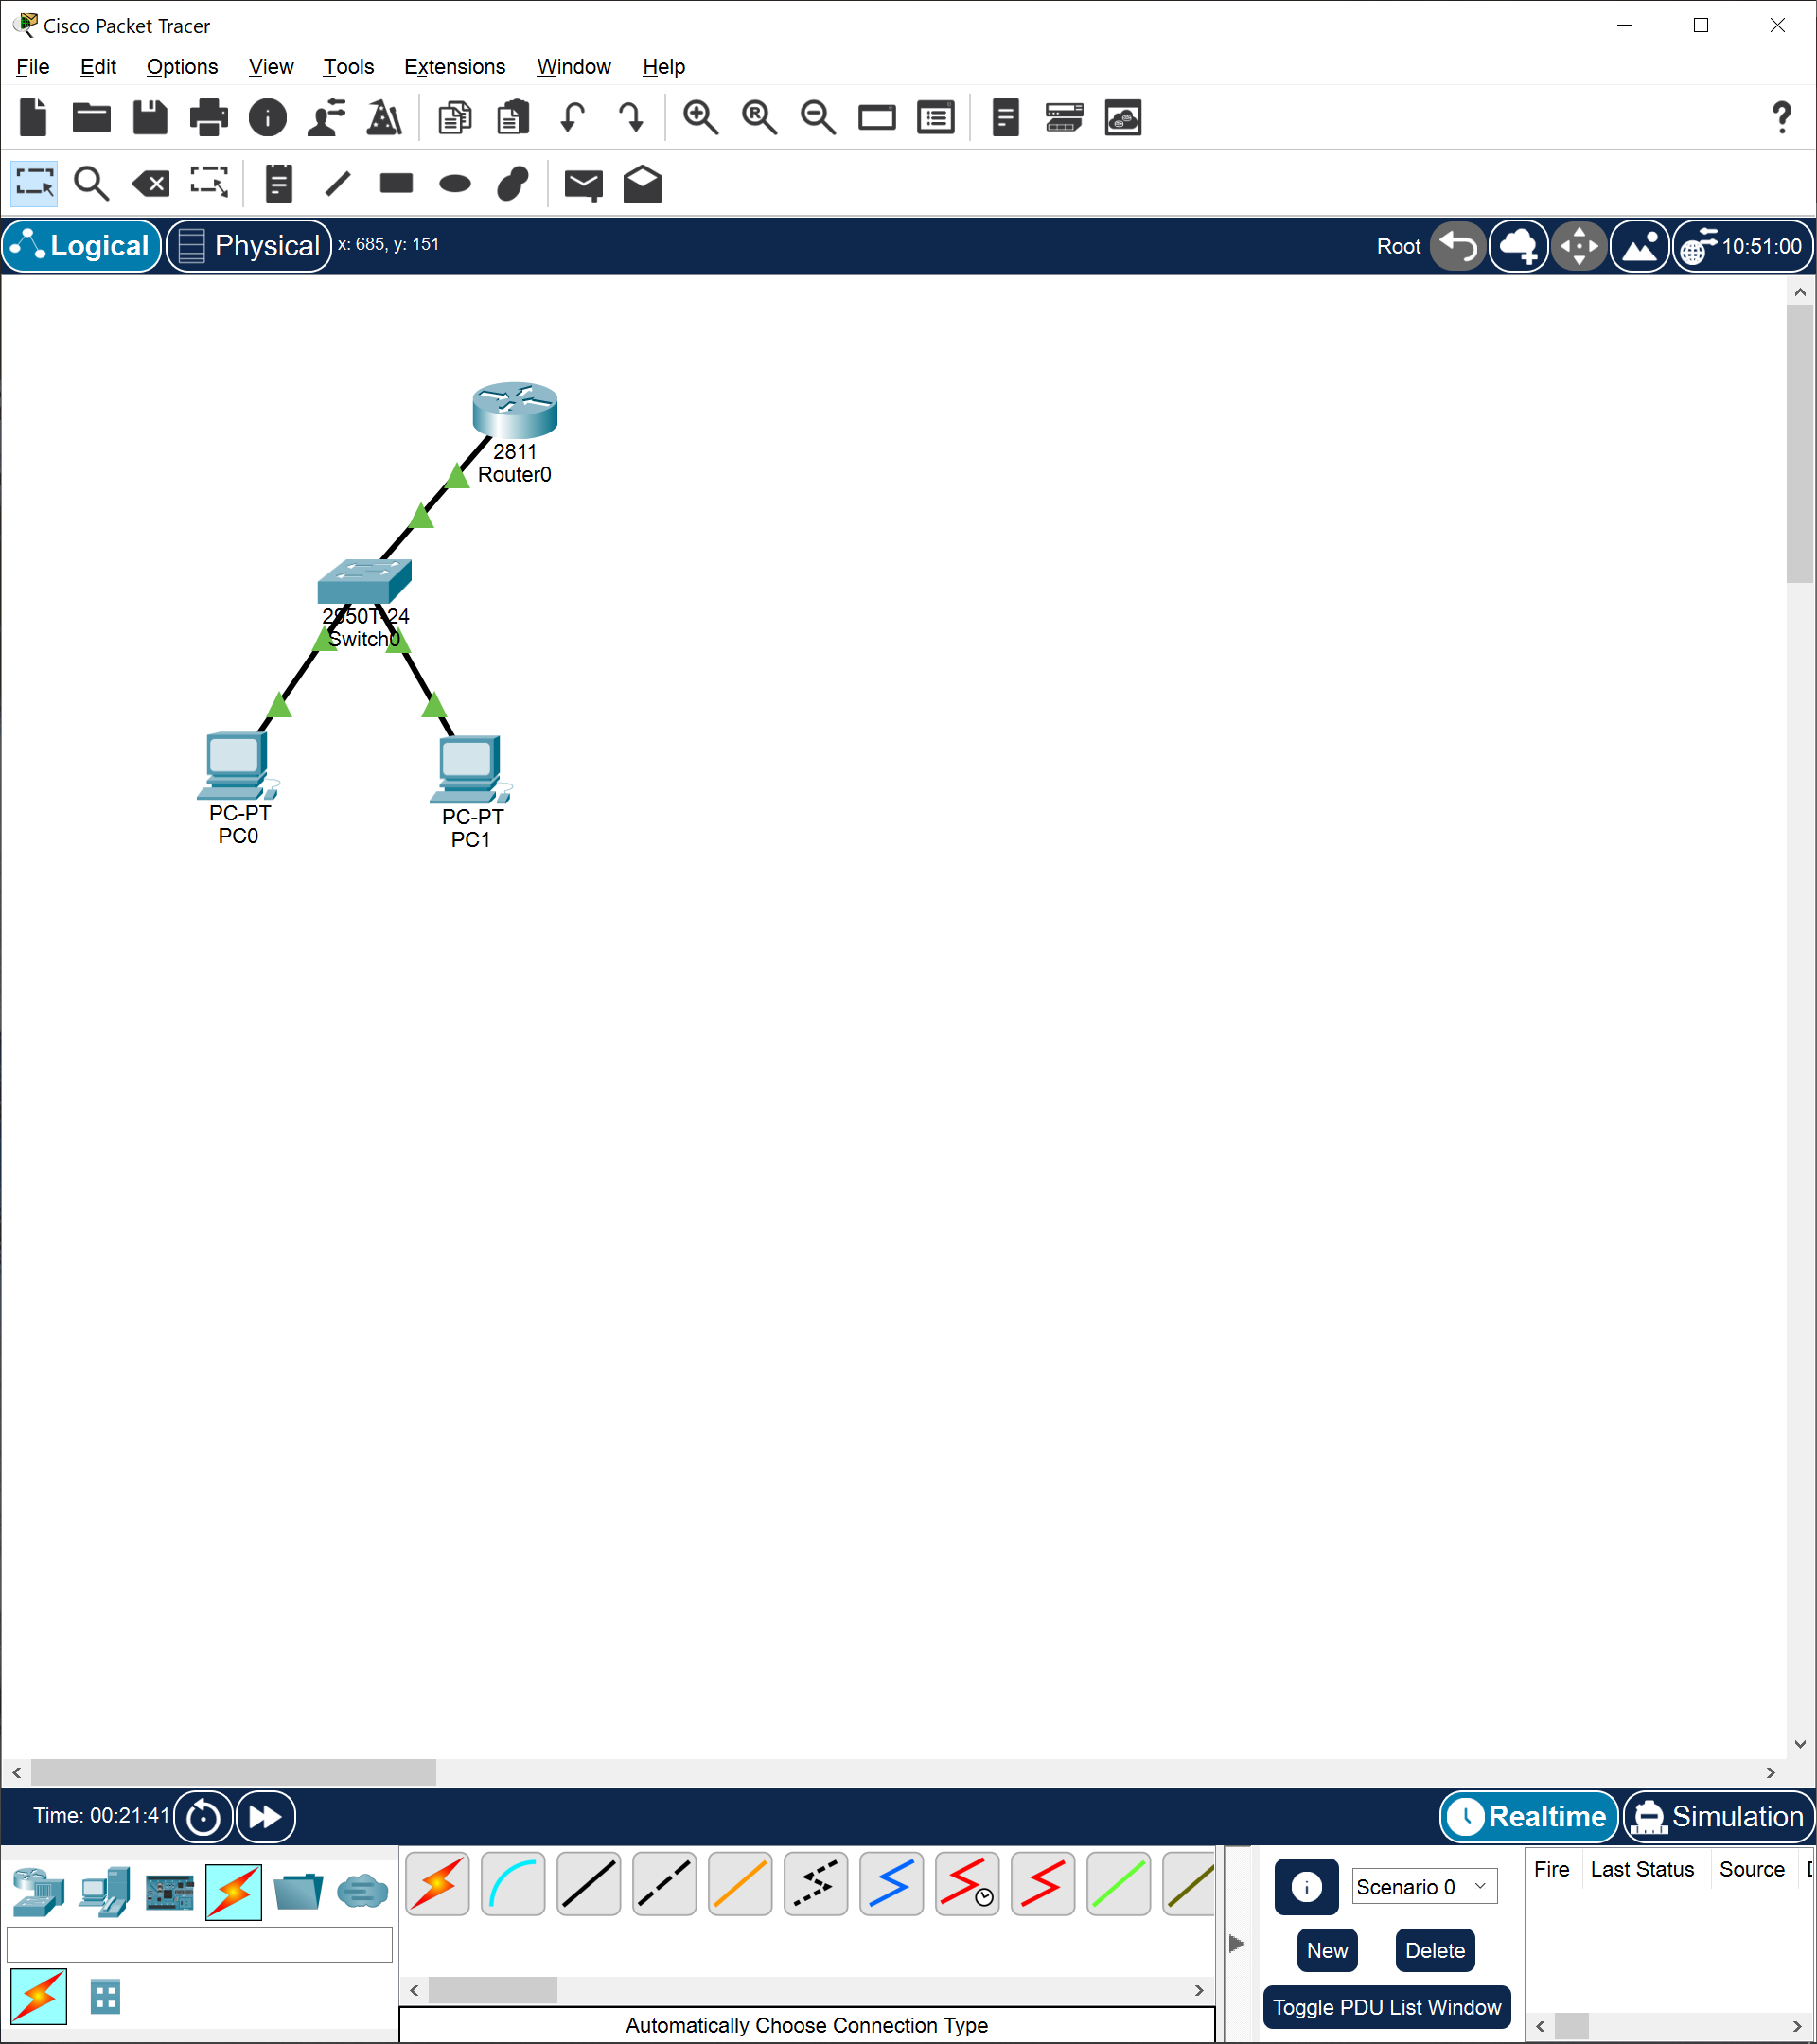 Cisco Packet Tracer
File Edit Options View Tools Extensions Window Help
Logical Physical x: 685, y: 151 Root 10:51:00
2811
Router0
2950T-24
Switch0
PC-PT
PC0
PC-PT
PC1
Time: 00:21:41 Realtime Simulation
Scenario 0
New Delete
Toggle PDU List Window
Fire Last Status Source
Automatically Choose Connection Type